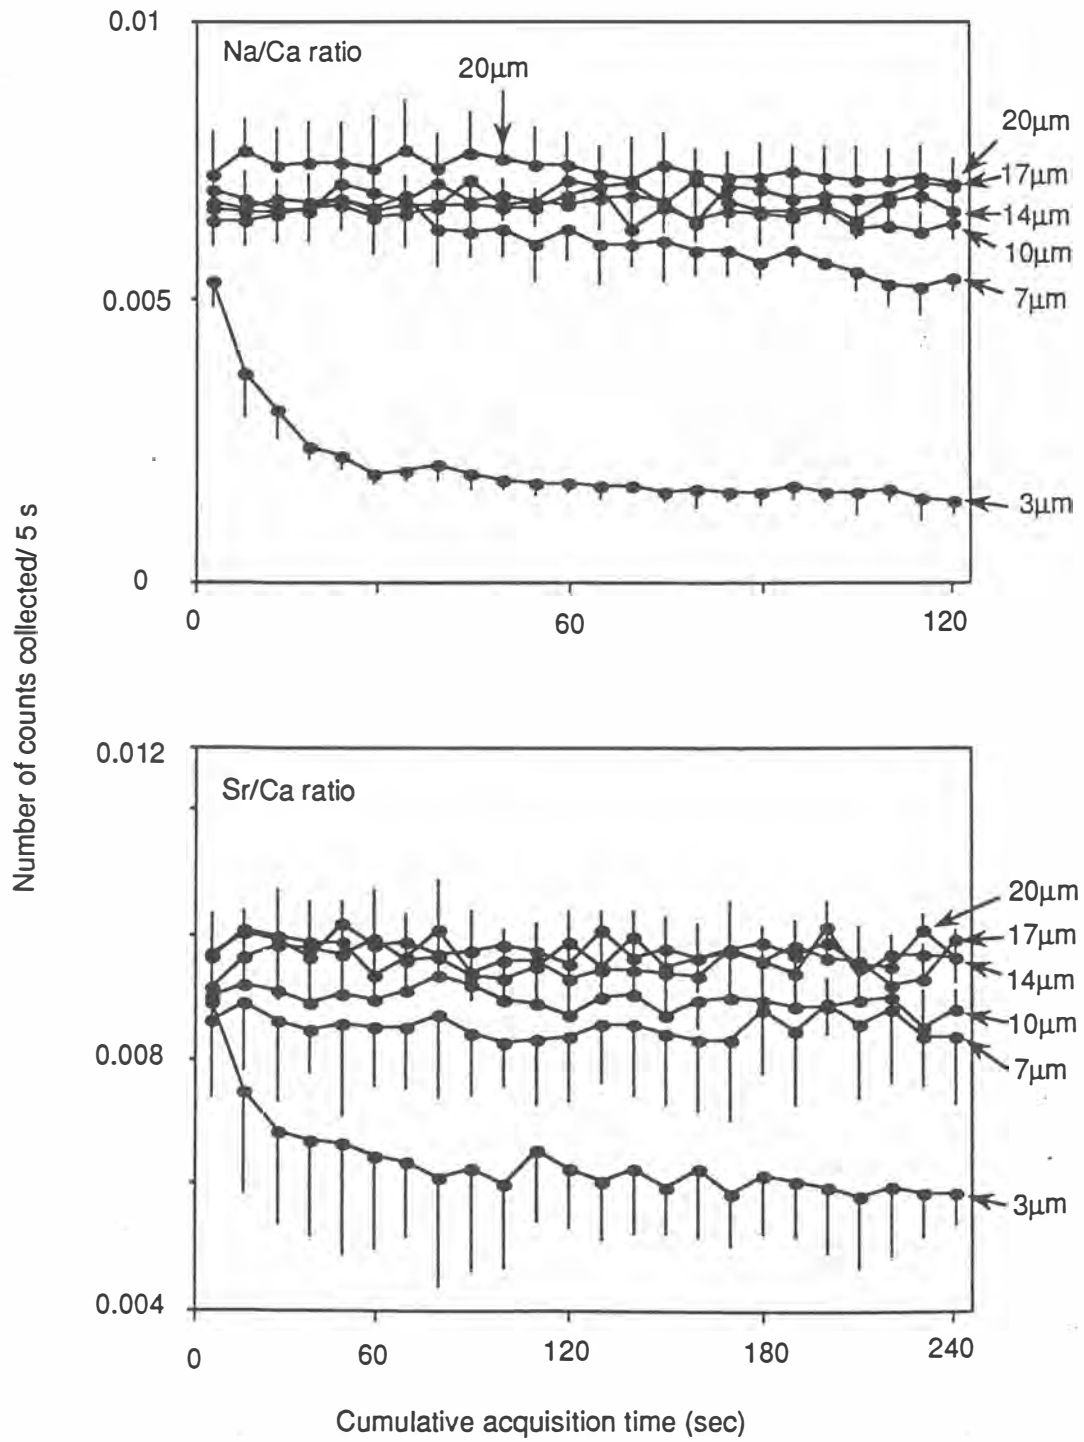 0.01
Na/Ca ratio
20µm
20µm
17µm
14µm
10µm
7µm
0.005
3µm
0
0
60
120
Number of counts collected/ 5 s
0.012
Sr/Ca ratio
20µm
17µm
14µm
10µm
7µm
0.008
3µm
0.004
0
60
120
180
240
Cumulative acquisition time (sec)